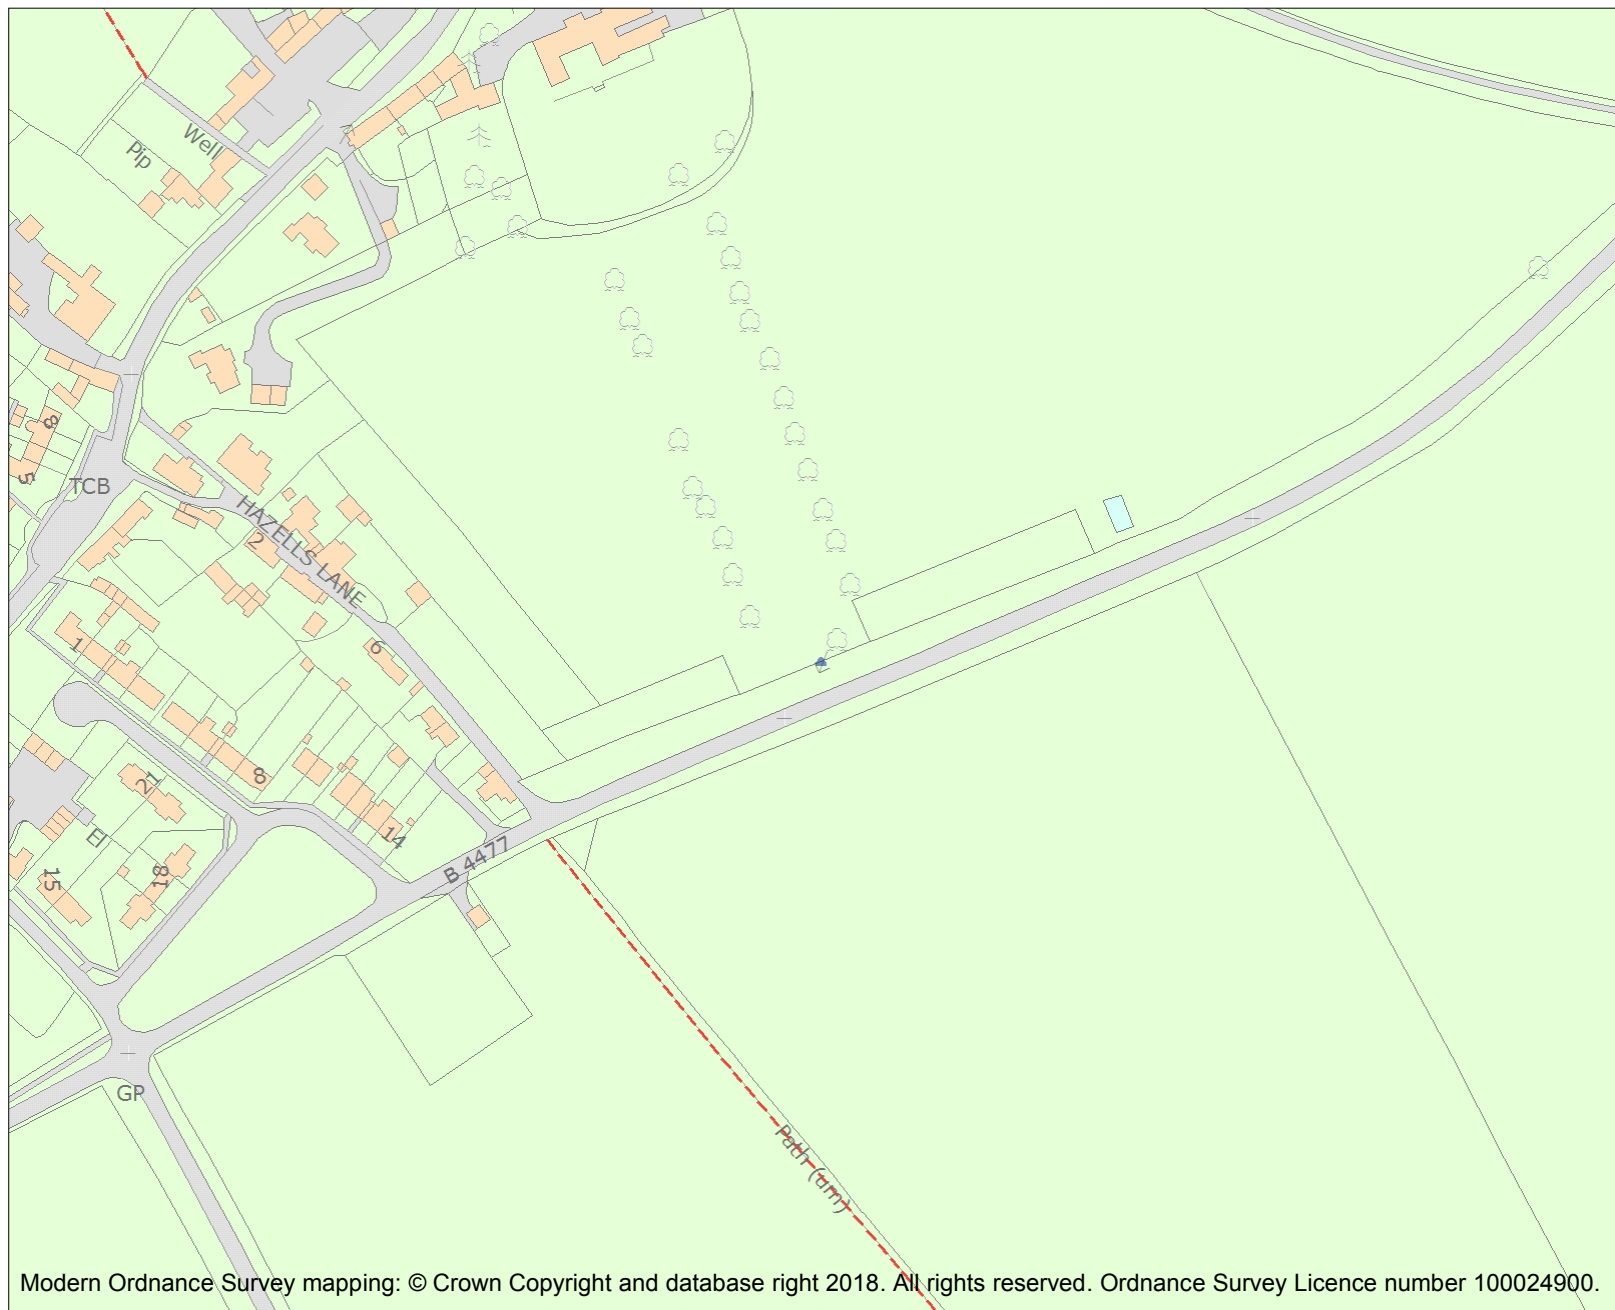 Well
Pip
8
5
TCB
HAZELLS LANE
2
1
6
8
21
El
14
B 4477
15
18
GP
Path (um)
Modern Ordnance Survey mapping: © Crown Copyright and database right 2018. All rights reserved. Ordnance Survey Licence number 100024900.